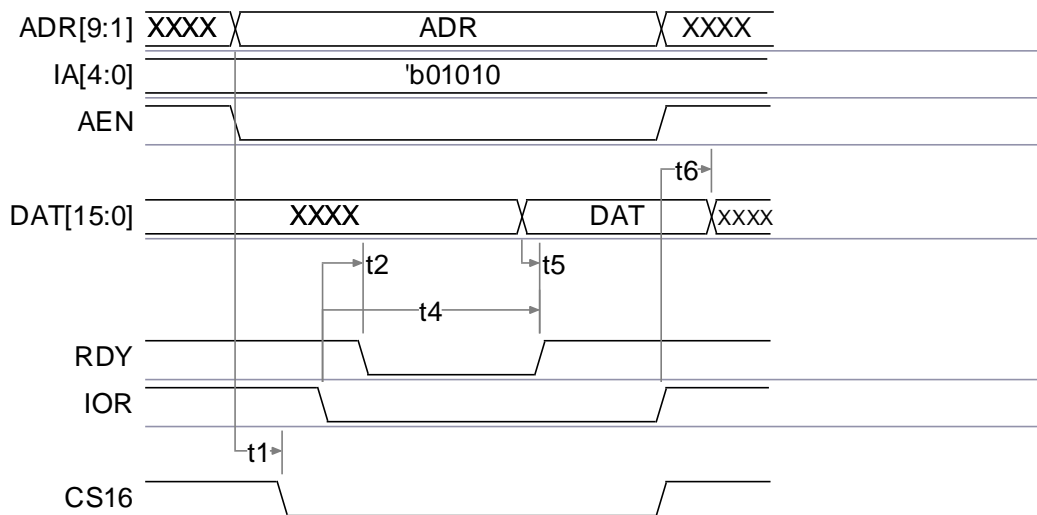 ADR[9:1] XXXX ADR XXXX
IA[4:0] 'b01010
AEN
t6
DAT[15:0] XXXX DAT XXXX
t2 t5
t4
RDY
IOR
t1
CS16